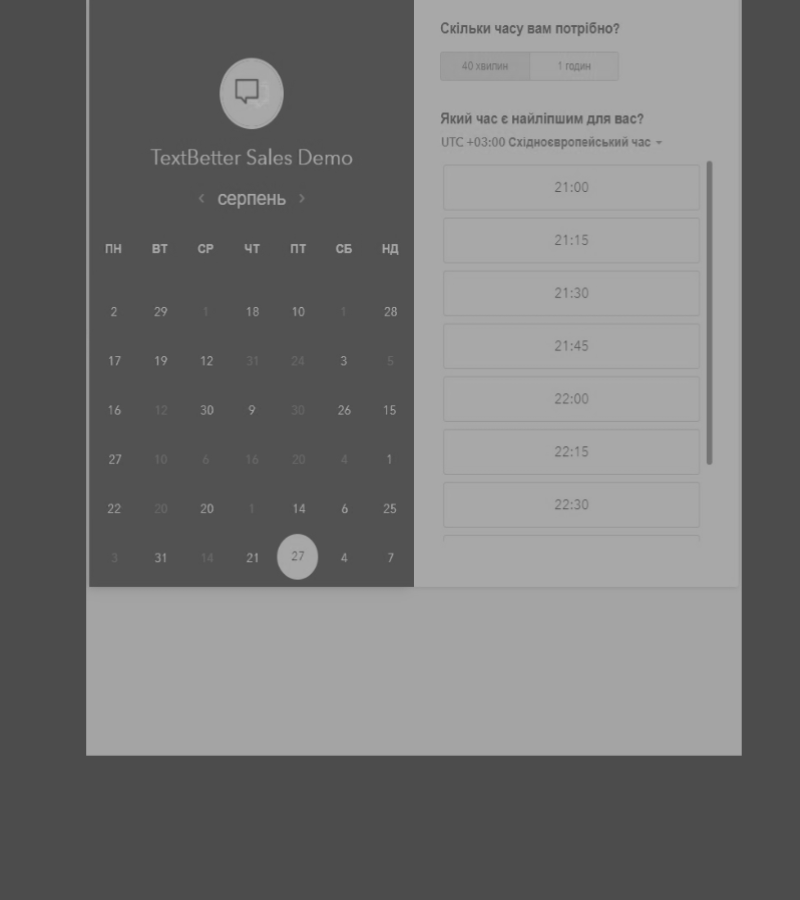 TextBetter Sales Demo
‹ серпень ›
ПН ВТ СР ЧТ ПТ СБ НД
2 29 1 18 10 1 28
17 19 12 31 24 3 5
16 12 30 9 30 26 15
27 10 6 16 20 4 1
22 20 20 1 14 6 25
3 31 14 21 27 4 7
Скільки часу вам потрібно?
40 хвилин 1 годин
Який час є найліпшим для вас?
UTC +03:00 Східноєвропейський час
21:00
21:15
21:30
21:45
22:00
22:15
22:30